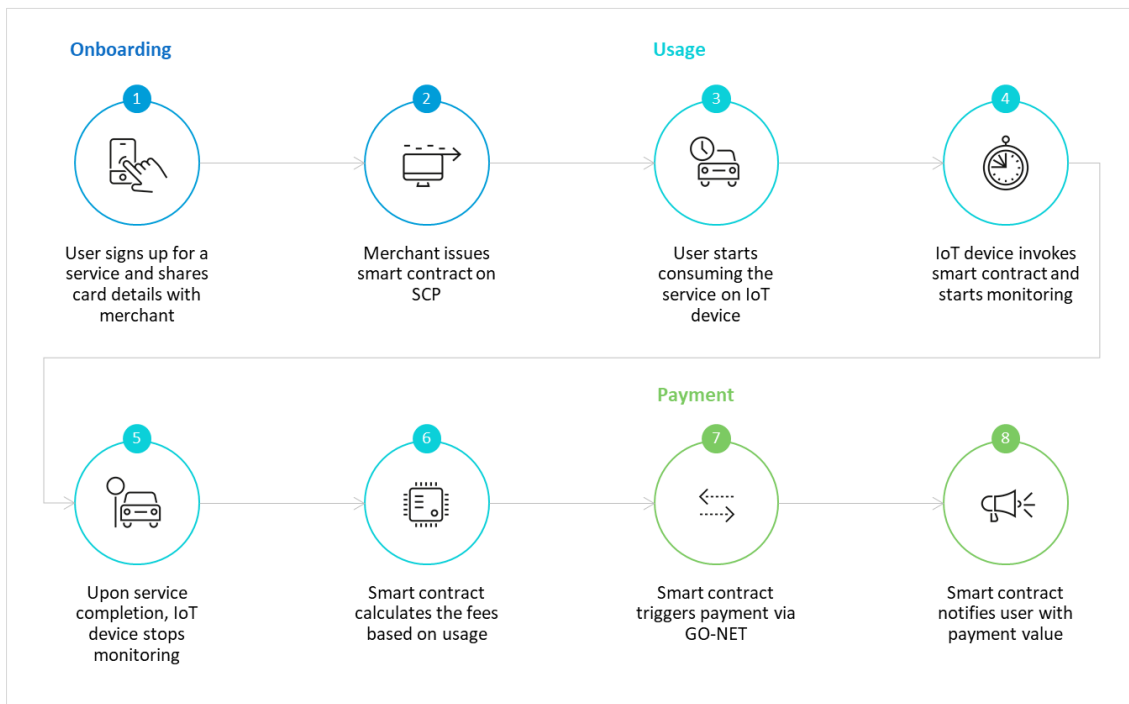 Onboarding
Usage
1
2
3
4
User signs up for a
service and shares
card details with
merchant
Merchant issues
smart contract on
SCP
User starts
consuming the
service on IoT
device
IoT device invokes
smart contract and
starts monitoring
Payment
5
6
7
8
Upon service
completion, IoT
device stops
monitoring
Smart contract
calculates the fees
based on usage
Smart contract
triggers payment via
GO-NET
Smart contract
notifies user with
payment value